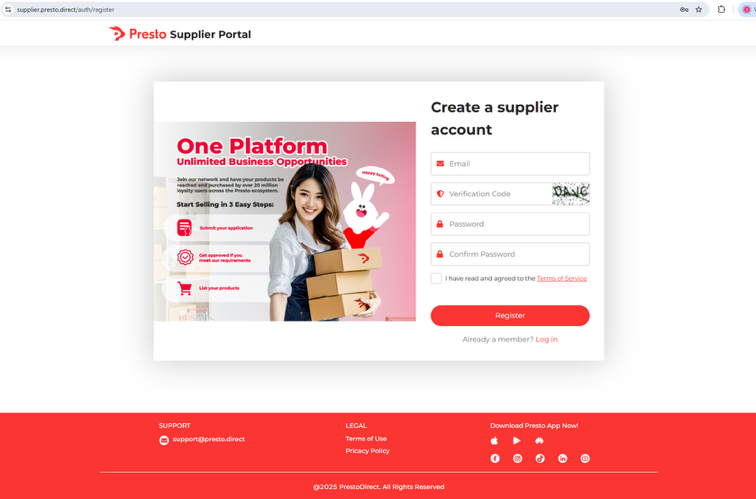 supplier.presto.direct/auth/register
Presto Supplier Portal
One Platform
Unlimited Business Opportunities
Join our network and have your products be
reached and purchased by over 20 million
loyalty users across the Presto ecosystem.
Start Selling in 3 Easy Steps:
Submit your application
Get approved if you
meet our requirements
List your products
Happy Selling
Create a supplier
account
Email
Verification Code
Password
Confirm Password
I have read and agreed to the Terms of Service
Register
Already a member? Log in
SUPPORT
support@presto.direct
LEGAL
Terms of Use
Privacy Policy
Download Presto App Now!
@2025 PrestoDirect. All Rights Reserved